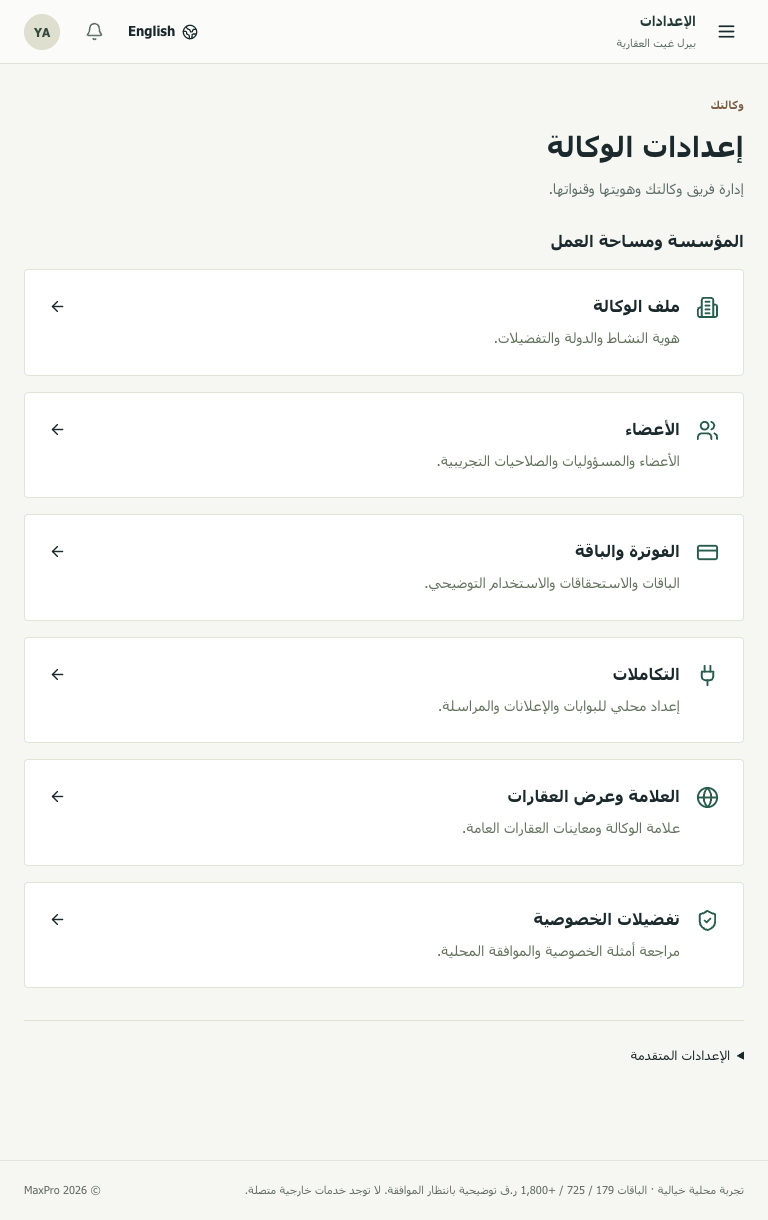 الإعدادات
بيرل غيت العقارية
English
YA
وكالتك
إعدادات الوكالة
إدارة فريق وكالتك وهويتها وقنواتها.
المؤسسة ومساحة العمل
ملف الوكالة
هوية النشاط والدولة والتفضيلات.
الأعضاء
الأعضاء والمسؤوليات والصلاحيات التجريبية.
الفوترة والباقة
الباقات والاستحقاقات والاستخدام التوضيحي.
التكاملات
إعداد محلي للبوابات والإعلانات والمراسلة.
العلامة وعرض العقارات
علامة الوكالة ومعاينات العقارات العامة.
تفضيلات الخصوصية
مراجعة أمثلة الخصوصية والموافقة المحلية.
الإعدادات المتقدمة
تجربة محلية خيالية · الباقات 179 / 725 / +1,800 ر.ق توضيحية بانتظار الموافقة. لا توجد خدمات خارجية متصلة.
© 2026 MaxPro